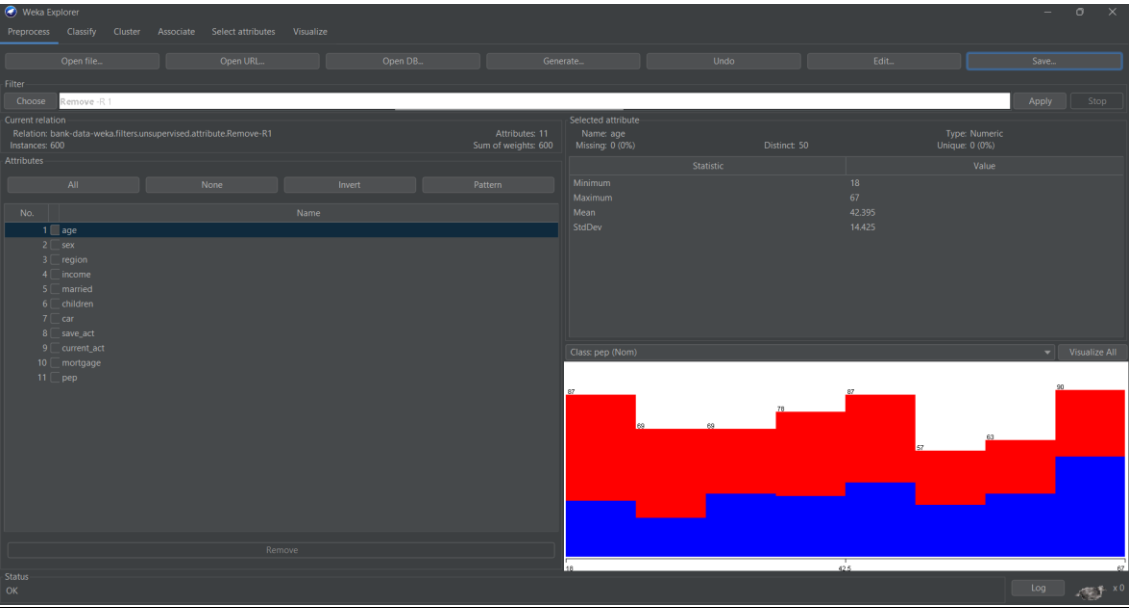 Weka Explorer
Preprocess Classify Cluster Associate Select attributes Visualize
Open file... Open URL... Open DB... Generate... Undo Edit... Save...
Filter
Choose Remove -R 1 Apply Stop
Current relation
Relation: bank-data-weka.filters.unsupervised.attribute.Remove-R1 Attributes: 11
Instances: 600 Sum of weights: 600
Attributes
All None Invert Pattern
No. Name
1 age
2 sex
3 region
4 income
5 married
6 children
7 car
8 save_act
9 current_act
10 mortgage
11 pep
Remove
Selected attribute
Name: age Type: Numeric
Missing: 0 (0%) Distinct: 50 Unique: 0 (0%)
Statistic Value
Minimum 18
Maximum 67
Mean 42.395
StdDev 14.425
Class: pep (Nom) Visualize All
87 69 69 78 87 57 63 90
18 42.5 67
Status
OK Log x 0